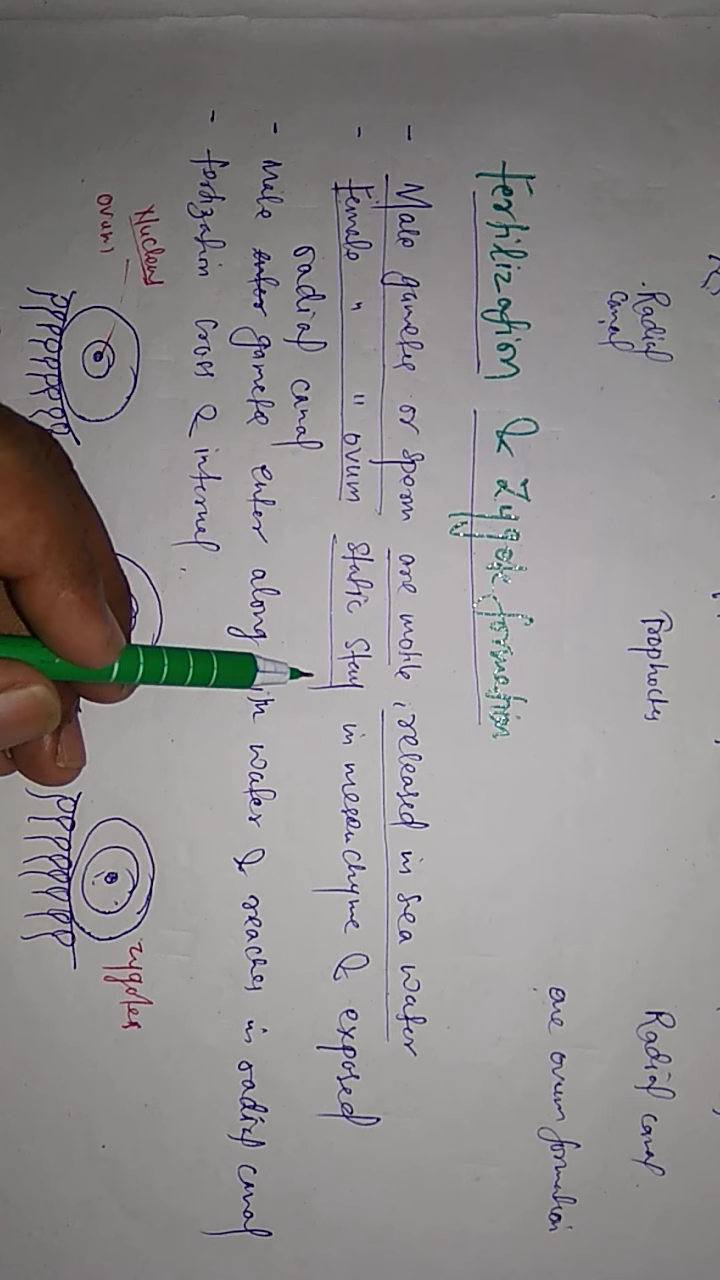 Radial canal
Trophocytes
Radial canal.
are ovum formation
Fertilization & Zygote formation
- Male gametes or sperm are motile, released in sea water
- Female " " ovum static stay in mesenchyme & exposed
radial canal
- Male enter gamete enter along with water & reaches in radial canal
- fertization cross & internal.
Nucleus
ovum
zygotes